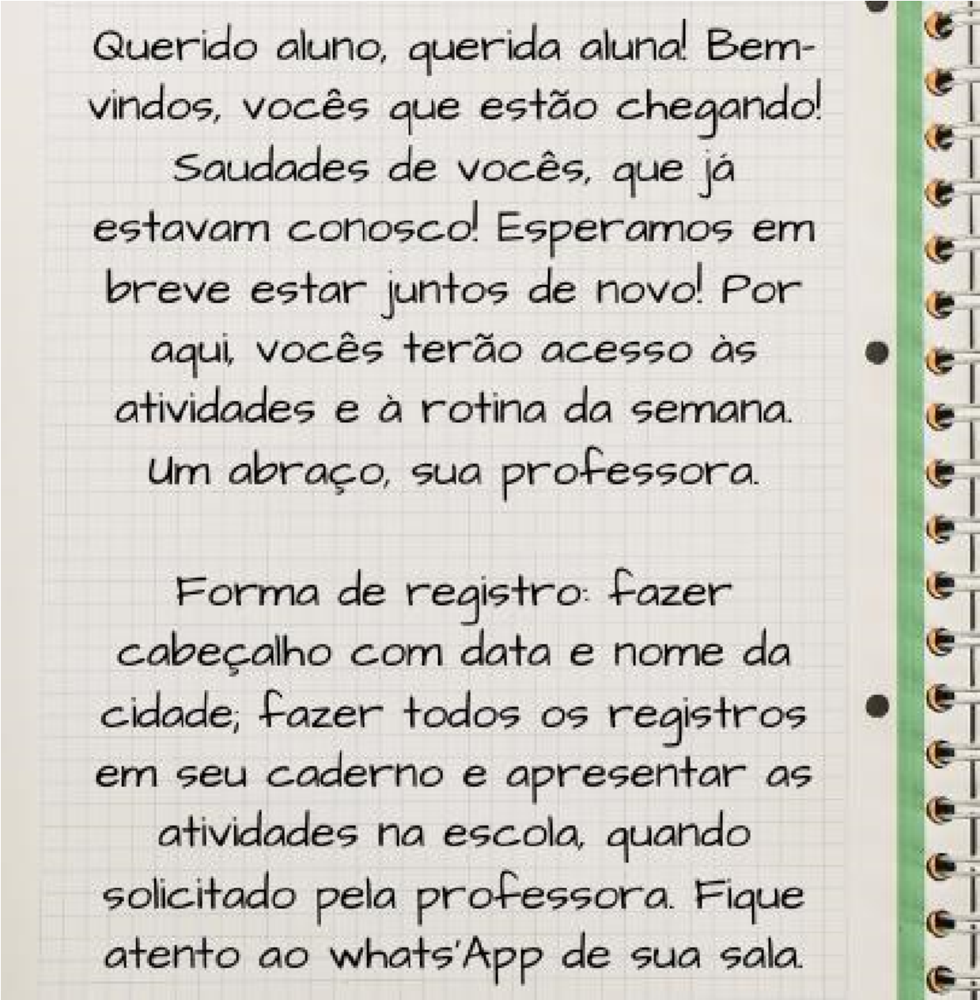 Querido aluno, querida aluna! Bem-
vindos, vocês que estão chegando!
Saudades de vocês, que já
estavam conosco! Esperamos em
breve estar juntos de novo! Por
aqui, vocês terão acesso às
atividades e à rotina da semana.
Um abraço, sua professora.
Forma de registro: fazer
cabeçalho com data e nome da
cidade; fazer todos os registros
em seu caderno e apresentar as
atividades na escola, quando
solicitado pela professora. Fique
atento ao whats'App de sua sala.